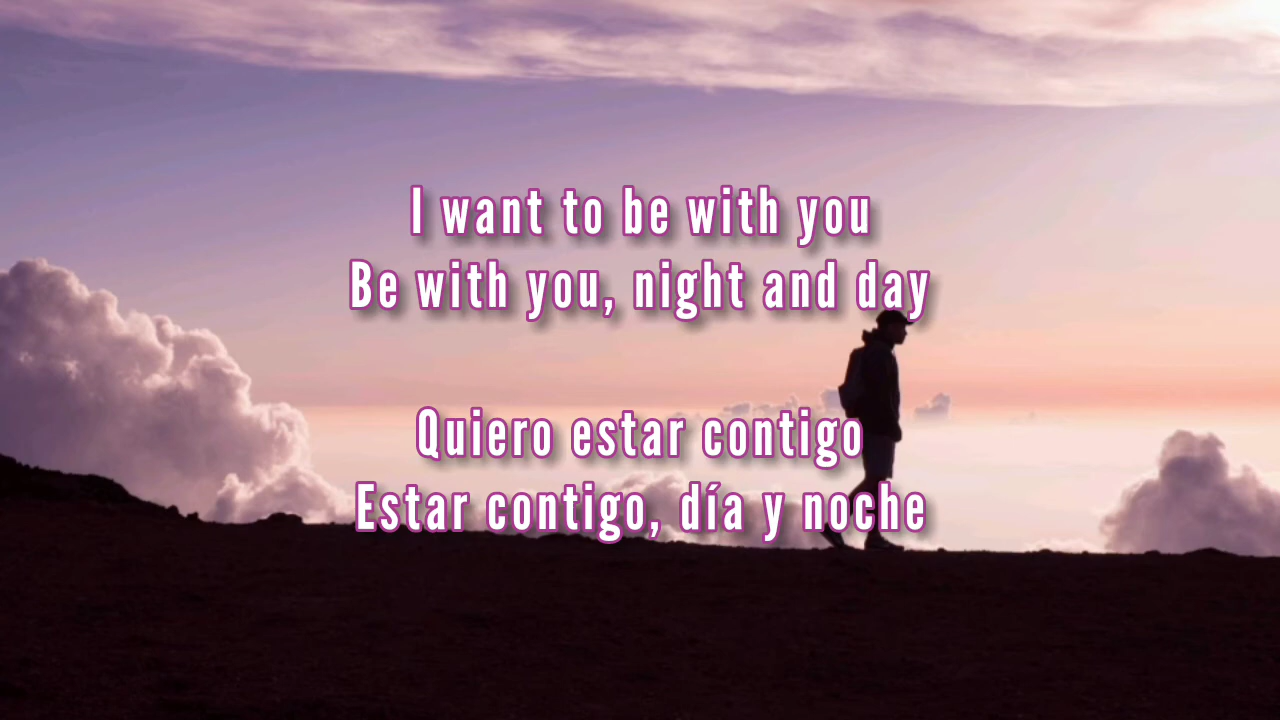 I want to be with you
Be with you, night and day
Quiero estar contigo
Estar contigo, día y noche